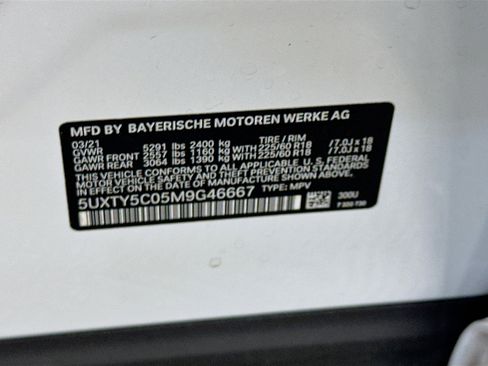 MFD BY BAYERISCHE MOTOREN WERKE AG
03/21 TIRE / RIM
GVWR 5291 lbs 2400 kg
GAWR FRONT 2557 lbs 1160 kg WITH 225/60 R18 / 7.0J x 18
GAWR REAR 3064 lbs 1390 kg WITH 225/60 R18 / 7.0J x 18
THIS VEHICLE CONFORMS TO ALL APPLICABLE U.S. FEDERAL
MOTOR VEHICLE SAFETY AND THEFT PREVENTION STANDARDS
IN EFFECT ON THE DATE OF MANUFACTURE SHOWN ABOVE.
5UXTY5C05M9G46667 TYPE: MPV
300U